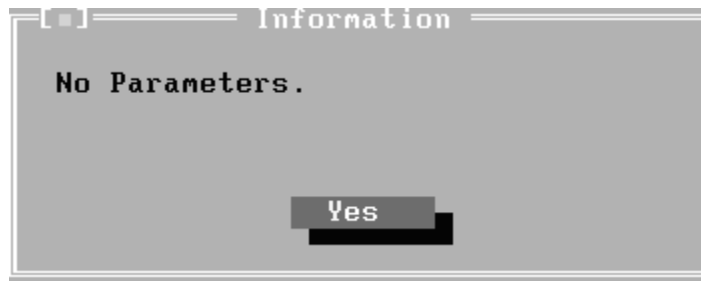 Information
No Parameters.
Yes